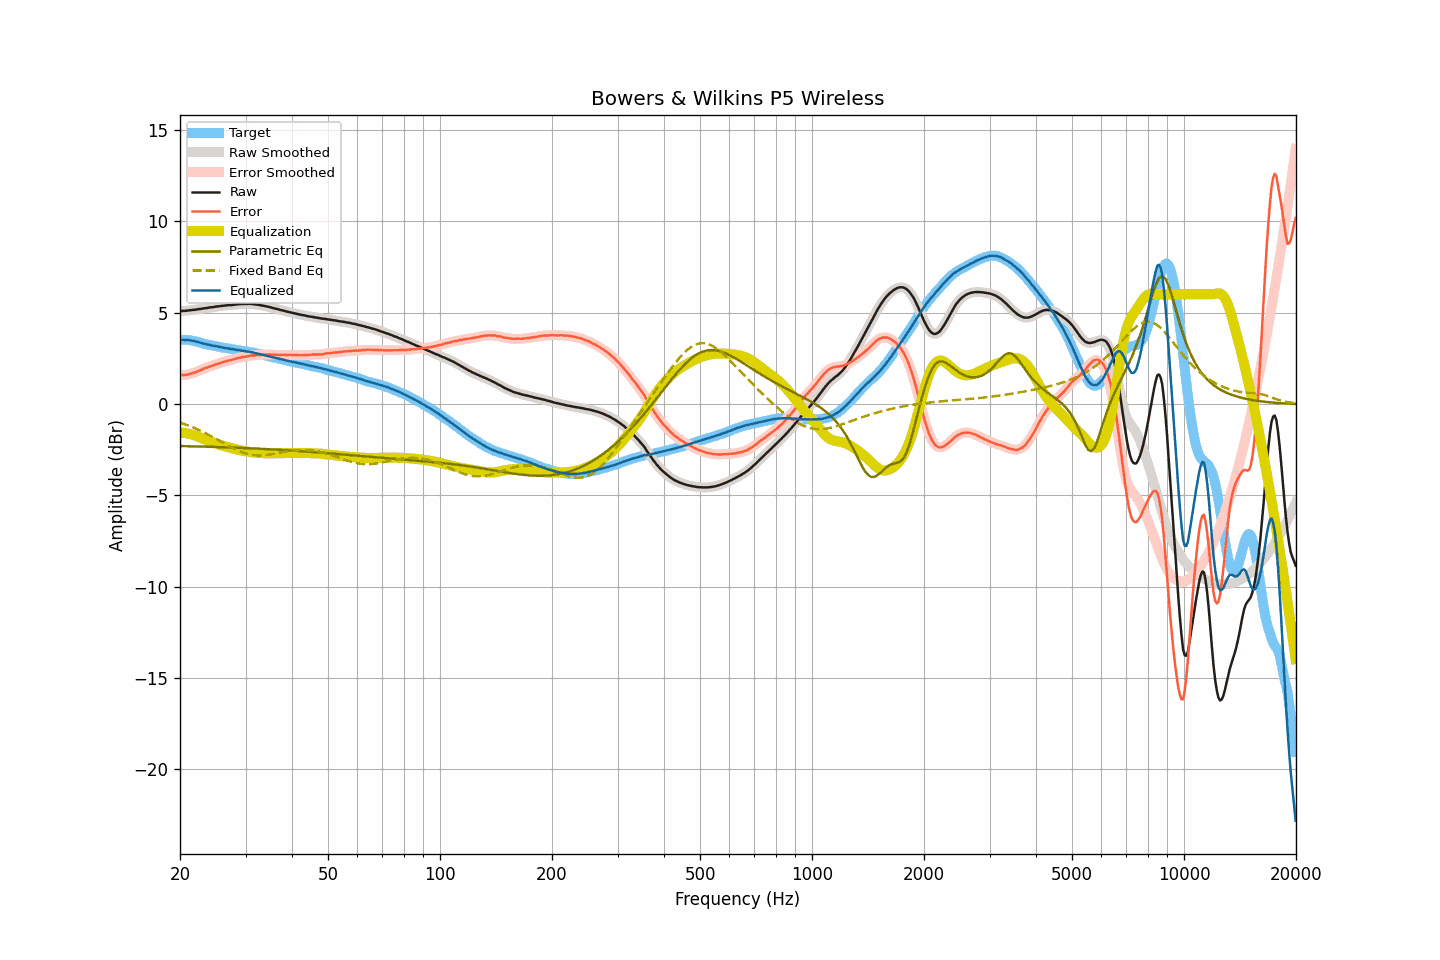 Bowers & Wilkins P5 Wireless
Target
Raw Smoothed
Error Smoothed
Raw
Error
Equalization
Parametric Eq
Fixed Band Eq
Equalized
15
10
5
0
−5
−10
−15
−20
Amplitude (dBr)
20 50 100 200 500 1000 2000 5000 10000 20000
Frequency (Hz)